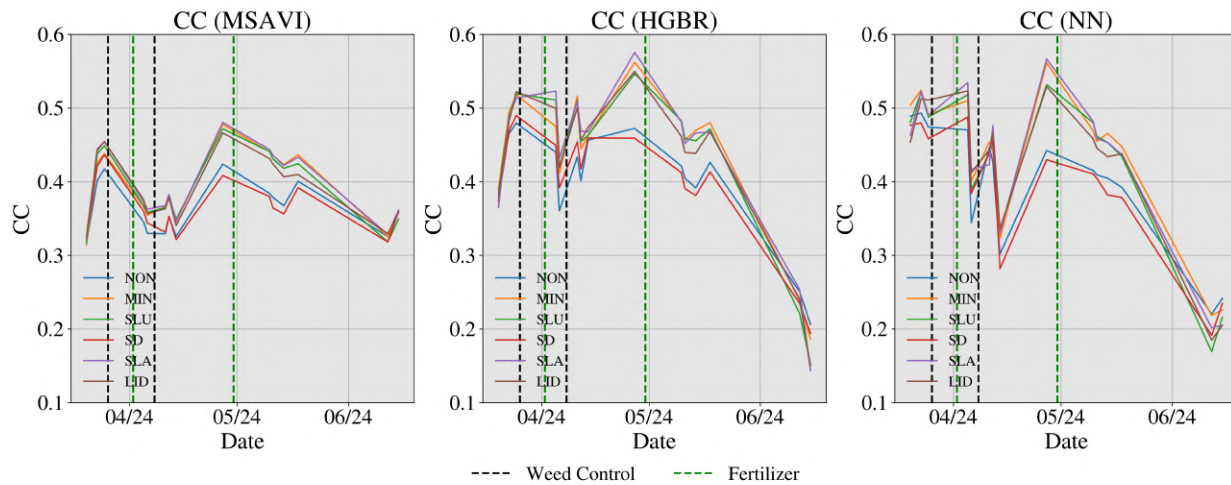 CC (MSAVI)
0.6
0.5
0.4
0.3
0.2
0.1
CC
NON
MIN
SLU
SD
SLA
LID
04/24
05/24
06/24
Date
CC (HGBR)
0.6
0.5
0.4
0.3
0.2
0.1
CC
NON
MIN
SLU
SD
SLA
LID
04/24
05/24
06/24
Date
CC (NN)
0.6
0.5
0.4
0.3
0.2
0.1
CC
NON
MIN
SLU
SD
SLA
LID
04/24
05/24
06/24
Date
Weed Control
Fertilizer